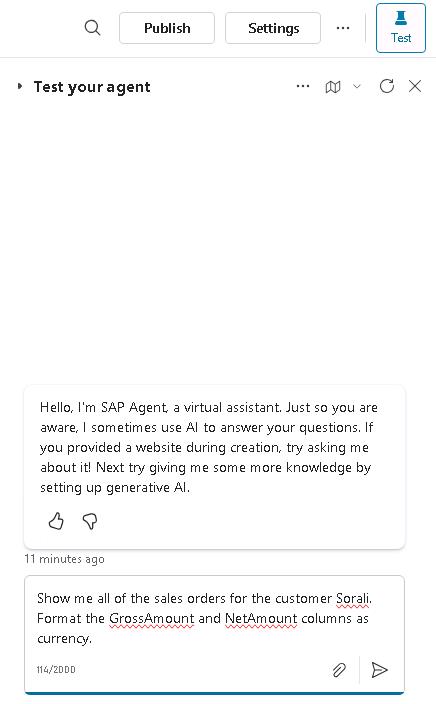 Publish
Settings
Test
Test your agent
Hello, I'm SAP Agent, a virtual assistant. Just so you are
aware, I sometimes use AI to answer your questions. If
you provided a website during creation, try asking me
about it! Next try giving me some more knowledge by
setting up generative AI.
11 minutes ago
Show me all of the sales orders for the customer Sorali.
Format the GrossAmount and NetAmount columns as
currency.
114/2000